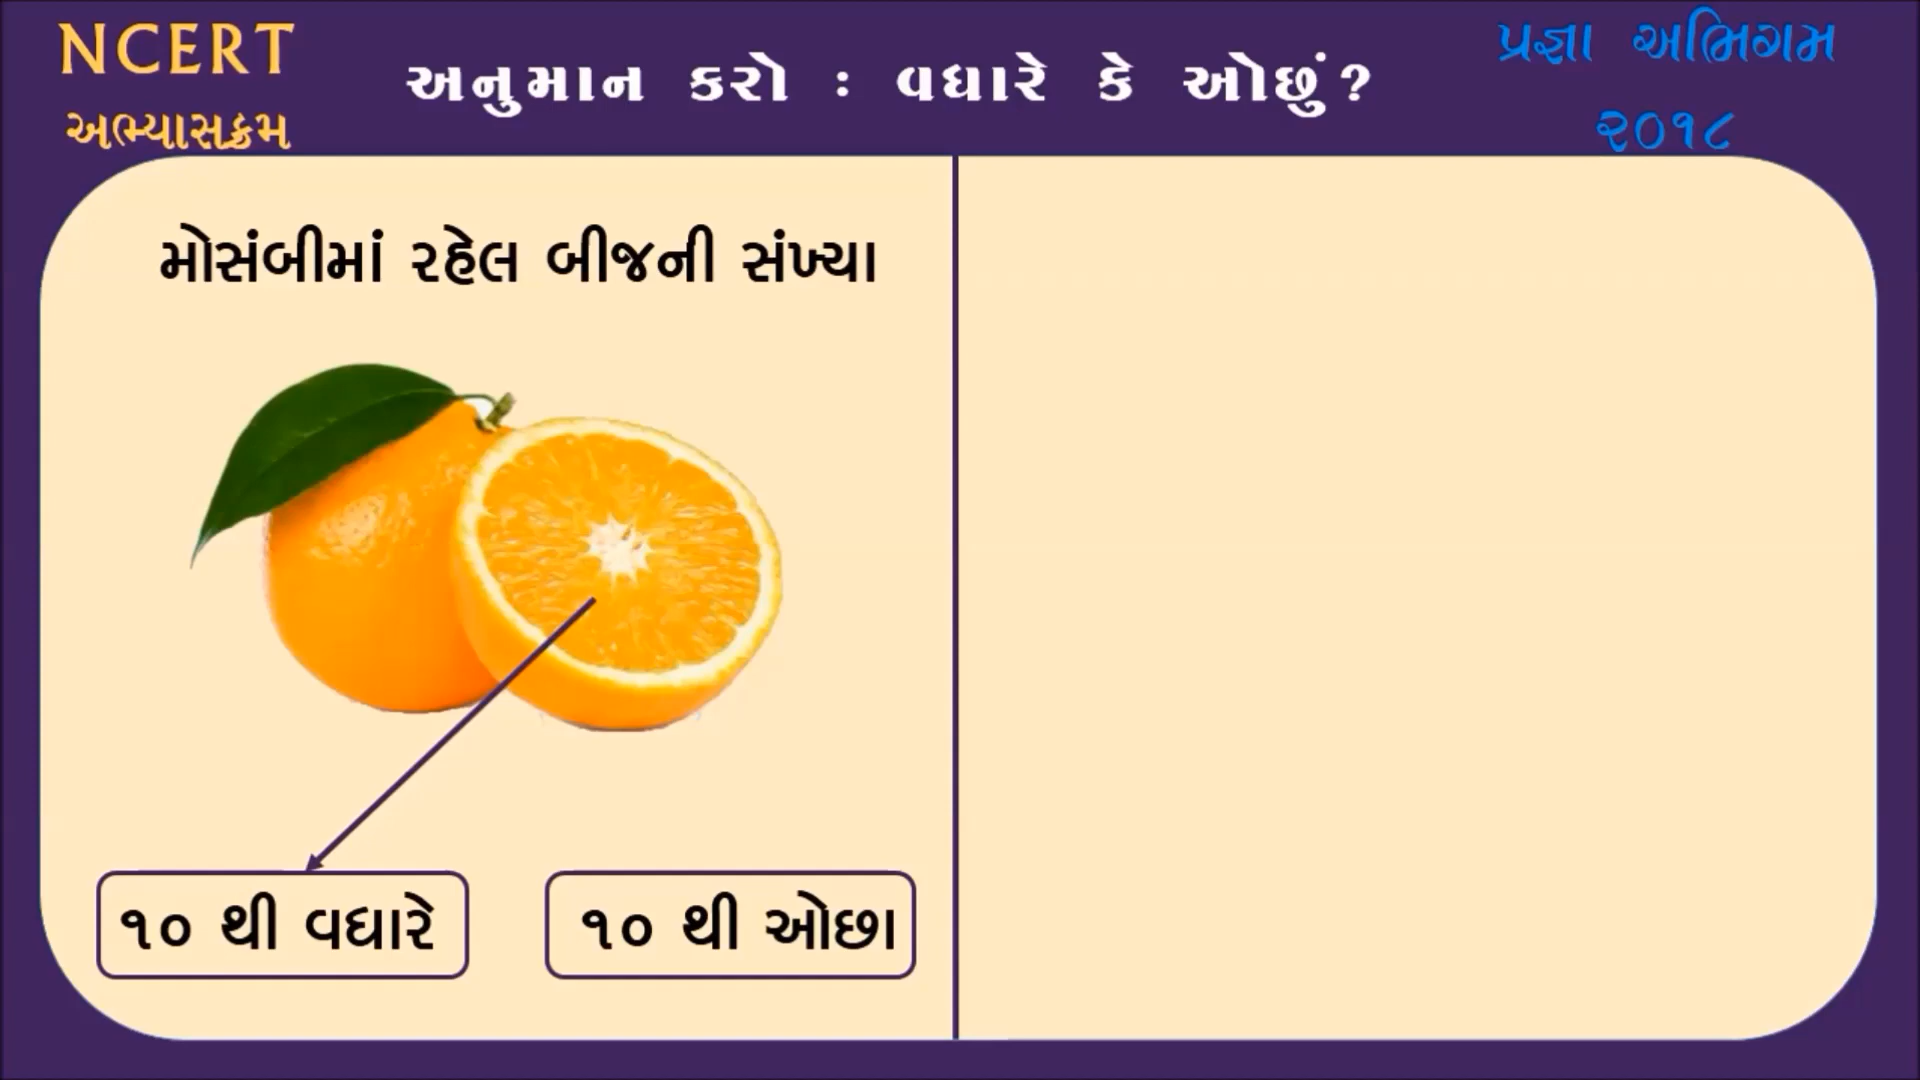 NCERT
અભ્યાસક્રમ
અનુમાન કરો : વધારે કે ઓછું?
પ્રજ્ઞા અભિગમ
૨૦૧૮
મોસંબીમાં રહેલ બીજની સંખ્યા
૧૦ થી વધારે
૧૦ થી ઓછા